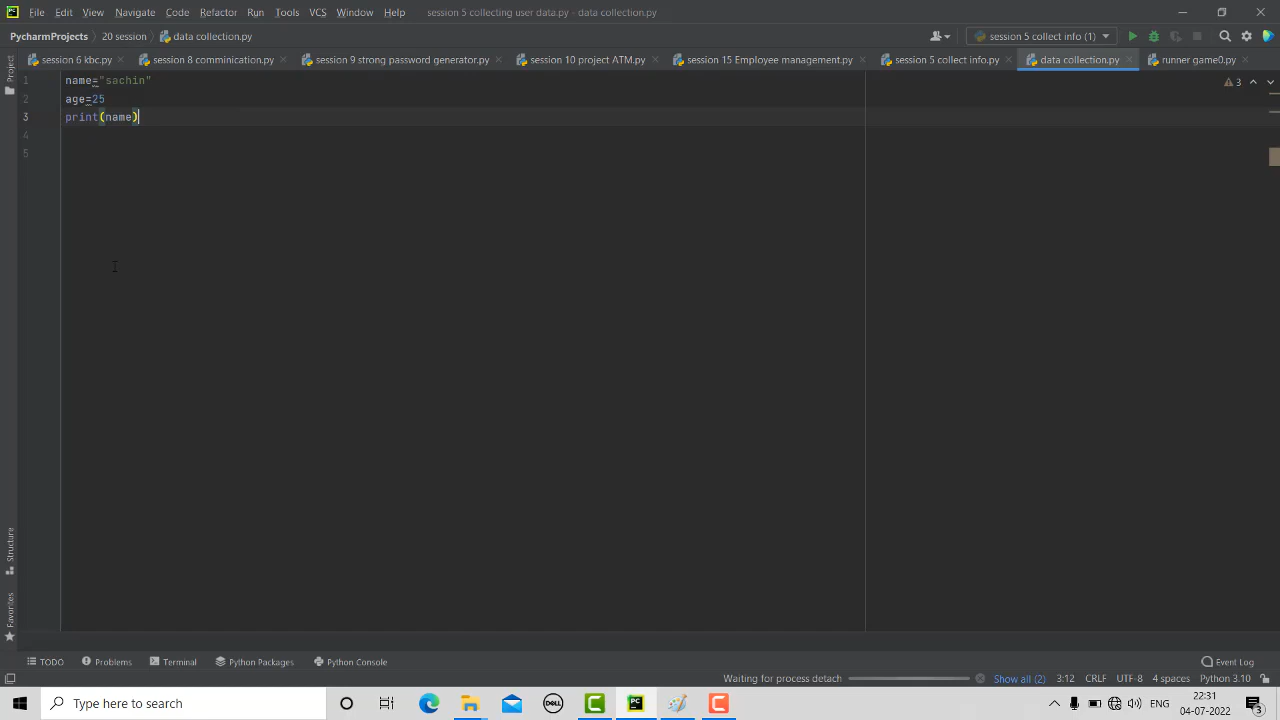 File Edit View Navigate Code Refactor Run Tools VCS Window Help session 5 collecting user data.py - data collection.py
PycharmProjects 20 session data collection.py session 5 collect info (1)
session 6 kbc.py session 8 comminication.py session 9 strong password generator.py session 10 project ATM.py session 15 Employee management.py session 5 collect info.py data collection.py runner game0.py
Project
1 name="sachin" 3
2 age=25
3 print(name)
4
5
Structure
Favorites
TODO Problems Terminal Python Packages Python Console Event Log
Waiting for process detach Show all (2) 3:12 CRLF UTF-8 4 spaces Python 3.10
Type here to search DELL PC ENG 22:31
04-07-2022 3